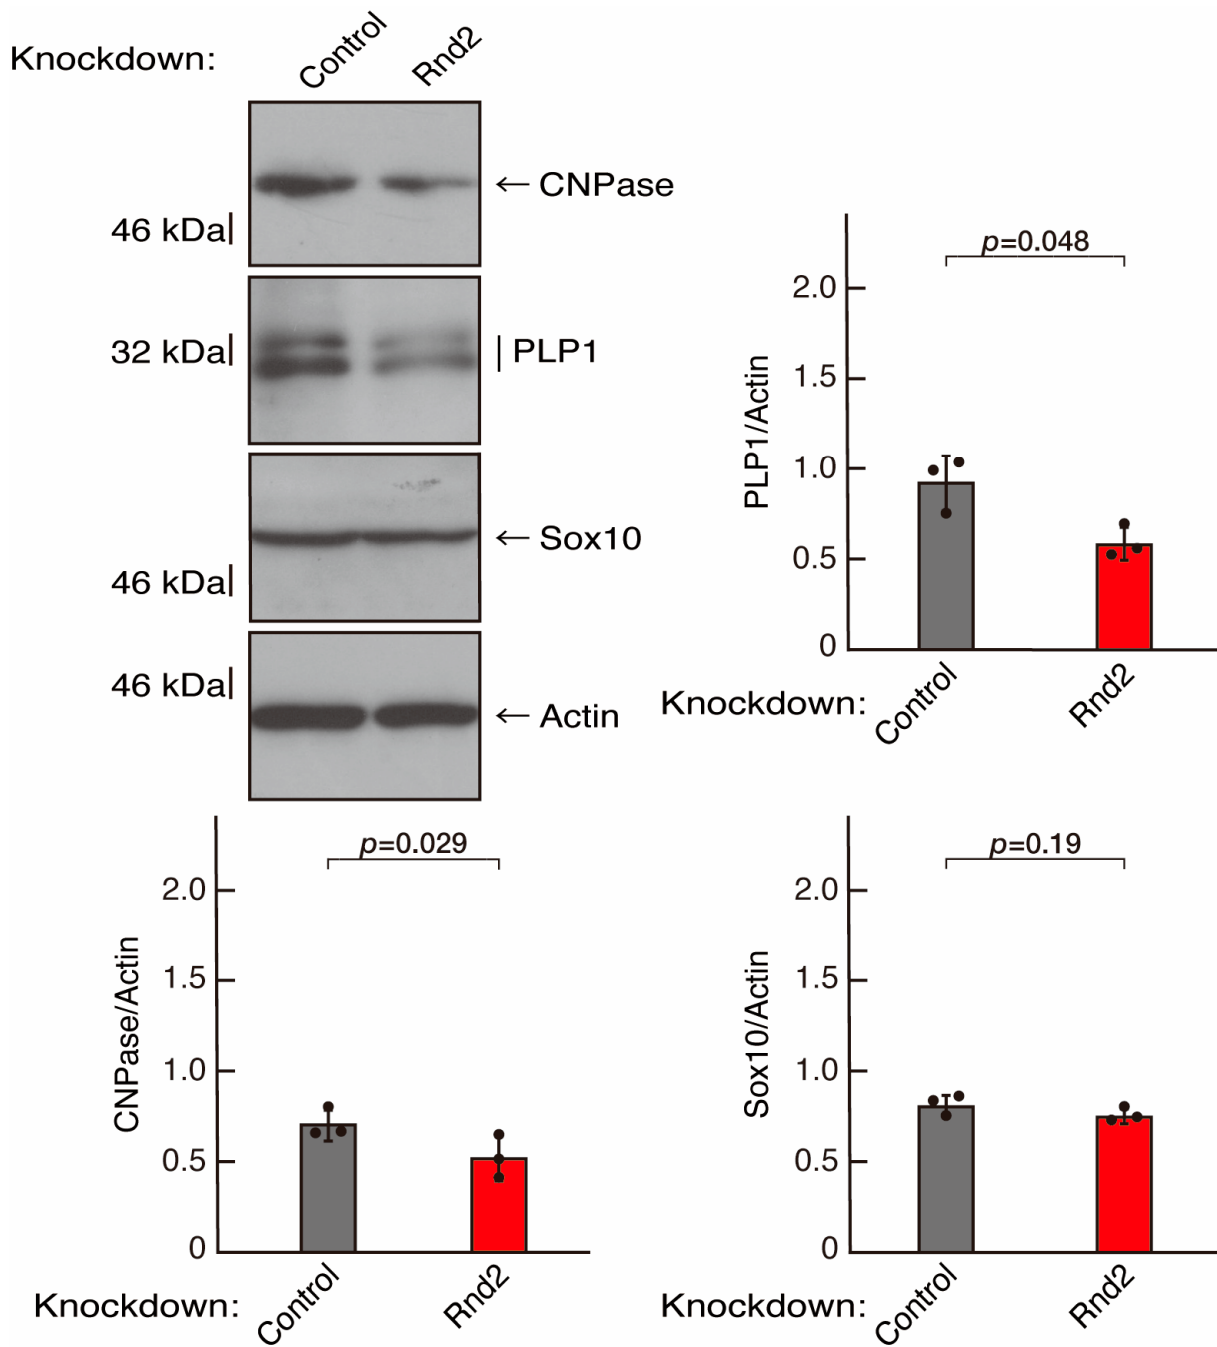 Knockdown:
Control
Rnd2
← CNPase
46 kDa|
32 kDa|
| PLP1
← Sox10
46 kDa|
46 kDa|
← Actin
p=0.048
2.0
1.5
1.0
0.5
0
PLP1/Actin
Knockdown:
Control
Rnd2
p=0.029
2.0
1.5
1.0
0.5
0
CNPase/Actin
Knockdown:
Control
Rnd2
p=0.19
2.0
1.5
1.0
0.5
0
Sox10/Actin
Knockdown:
Control
Rnd2